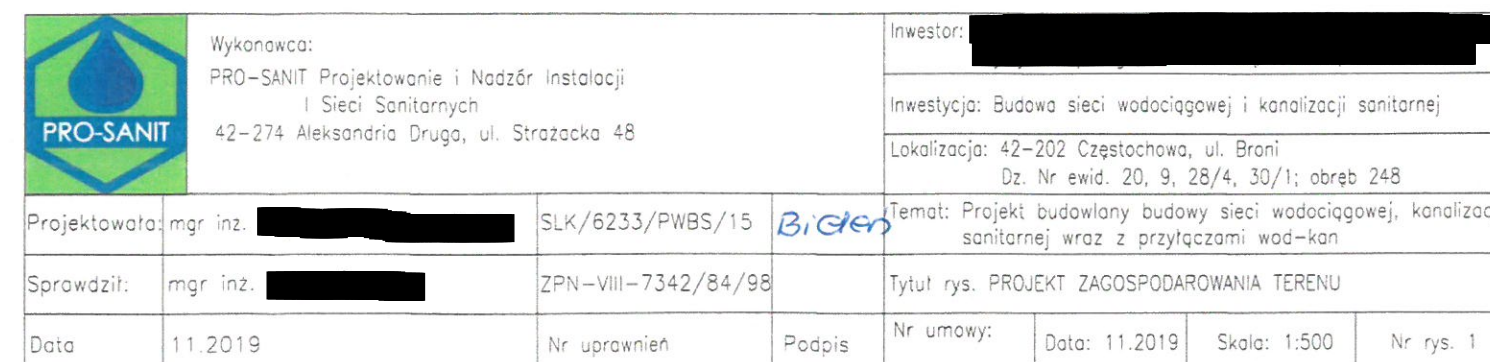 PRO-SANIT
Wykonawca:
PRO-SANIT Projektowanie i Nadzór Instalacji
I Sieci Sanitarnych
42-274 Aleksandria Druga, ul. Strażacka 48
Inwestor:
Inwestycja: Budowa sieci wodociągowej i kanalizacji sanitarnej
Lokalizacja: 42-202 Częstochowa, ul. Broni
Dz. Nr ewid. 20, 9, 28/4, 30/1; obręb 248
Projektowała: mgr inż. SLK/6233/PWBS/15
Temat: Projekt budowlany budowy sieci wodociągowej, kanalizac
sanitarnej wraz z przyłączami wod-kan
Sprawdził: mgr inż. ZPN-VIII-7342/84/98
Tytuł rys. PROJEKT ZAGOSPODAROWANIA TERENU
Data 11.2019 Nr uprawnień Podpis
Nr umowy: Data: 11.2019 Skala: 1:500 Nr rys. 1